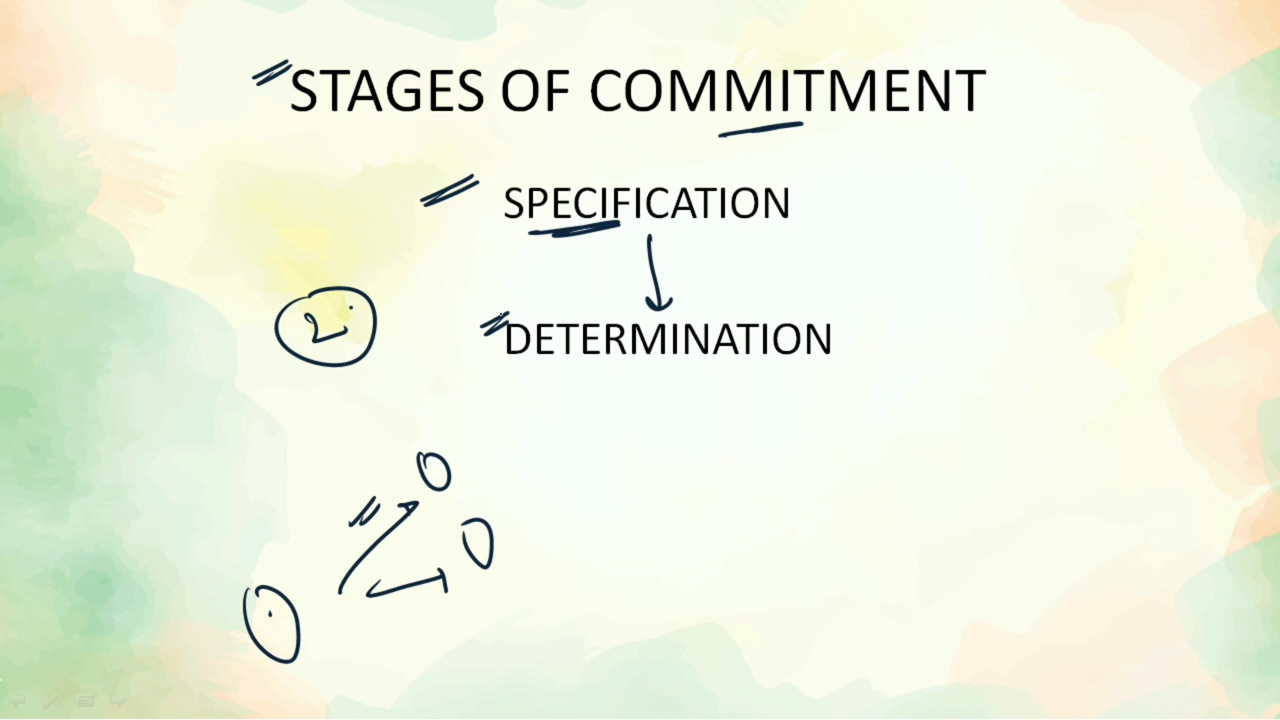 STAGES OF COMMITMENT
SPECIFICATION
2
DETERMINATION